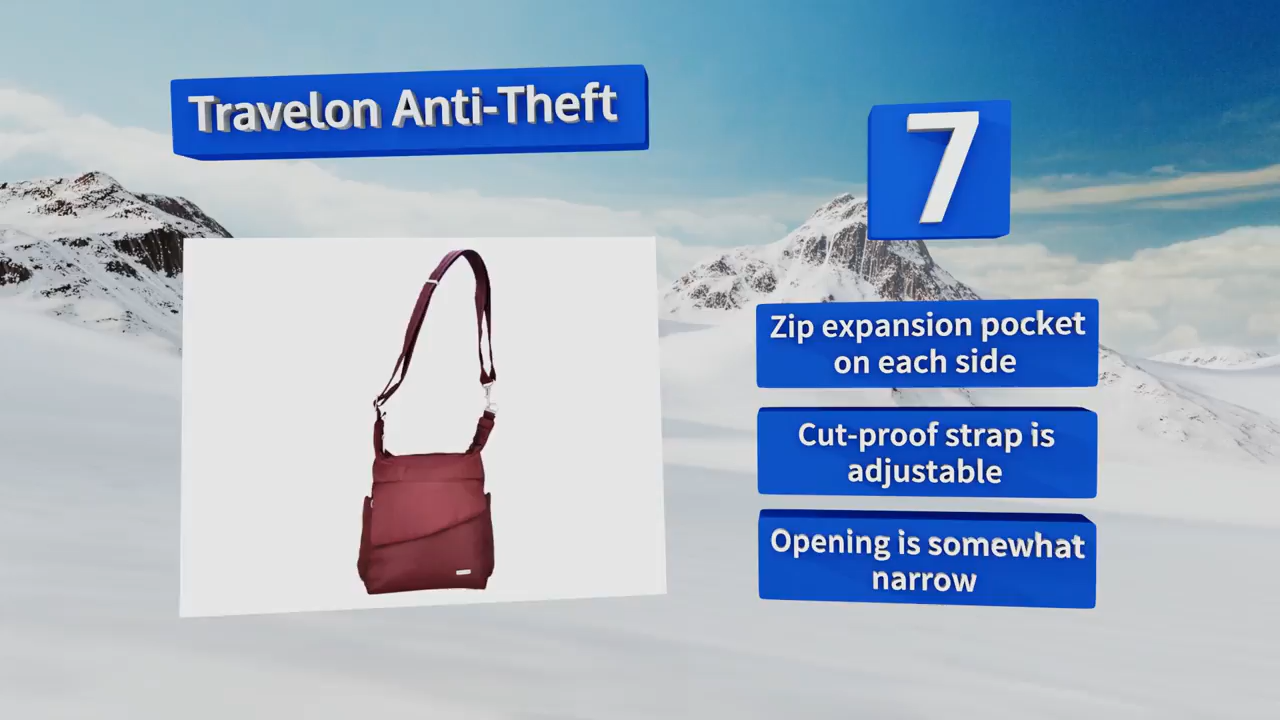 Travelon Anti-Theft
7
Zip expansion pocket
on each side
Cut-proof strap is
adjustable
Opening is somewhat
narrow